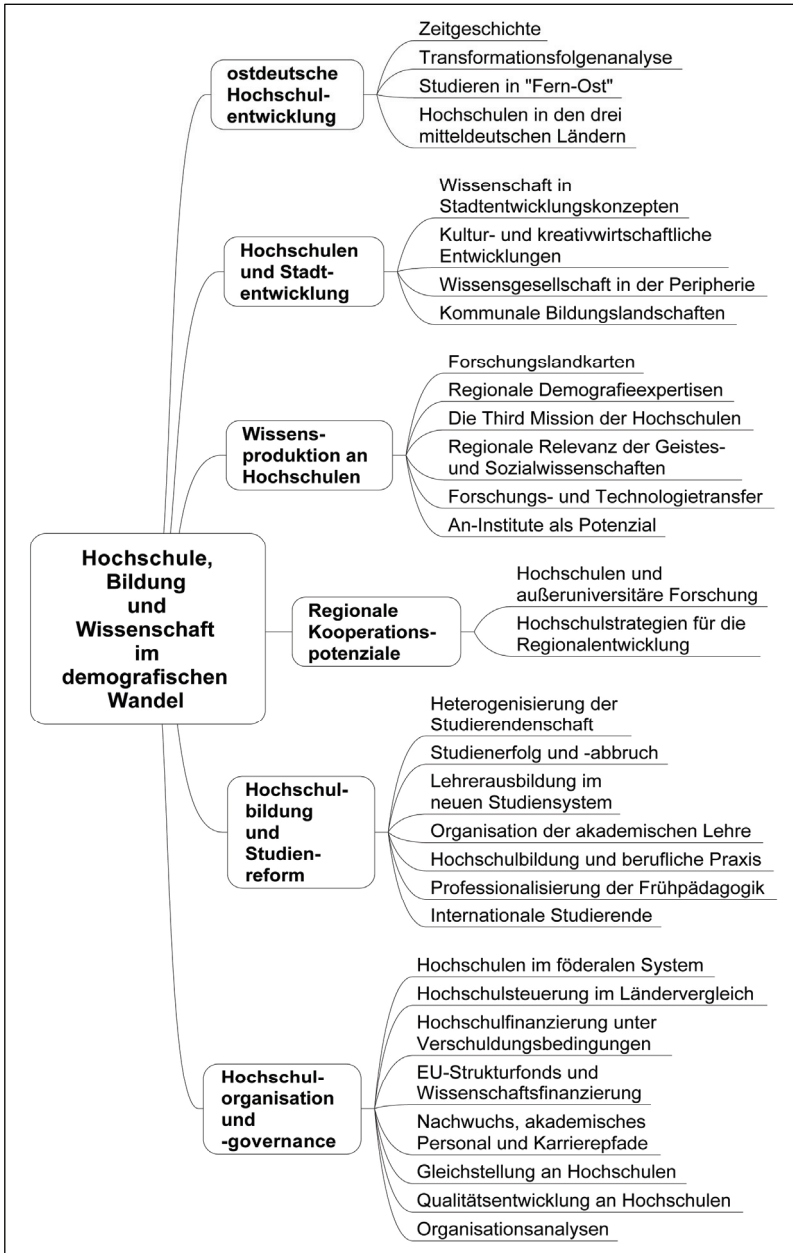 Zeitgeschichte
Transformationsfolgenanalyse
ostdeutsche
Hochschul-
entwicklung
Studieren in "Fern-Ost"
Hochschulen in den drei
mitteldeutschen Ländern
Wissenschaft in
Stadtentwicklungskonzepten
Hochschulen
und Stadt-
entwicklung
Kultur- und kreativwirtschaftliche
Entwicklungen
Wissensgesellschaft in der Peripherie
Kommunale Bildungslandschaften
Forschungslandkarten
Regionale Demografieexpertisen
Die Third Mission der Hochschulen
Wissens-
produktion an
Hochschulen
Regionale Relevanz der Geistes-
und Sozialwissenschaften
Forschungs- und Technologietransfer
An-Institute als Potenzial
Hochschule,
Bildung
und
Wissenschaft
im
demografischen
Wandel
Regionale
Kooperations-
potenziale
Hochschulen und
außeruniversitäre Forschung
Hochschulstrategien für die
Regionalentwicklung
Heterogenisierung der
Studierendenschaft
Studienerfolg und -abbruch
Lehrerausbildung im
neuen Studiensystem
Hochschul-
bildung
und
Studien-
reform
Organisation der akademischen Lehre
Hochschulbildung und berufliche Praxis
Professionalisierung der Frühpädagogik
Internationale Studierende
Hochschulen im föderalen System
Hochschulsteuerung im Ländervergleich
Hochschulfinanzierung unter
Verschuldungsbedingungen
EU-Strukturfonds und
Wissenschaftsfinanzierung
Hochschul-
organisation
und
-governance
Nachwuchs, akademisches
Personal und Karrierepfade
Gleichstellung an Hochschulen
Qualitätsentwicklung an Hochschulen
Organisationsanalysen